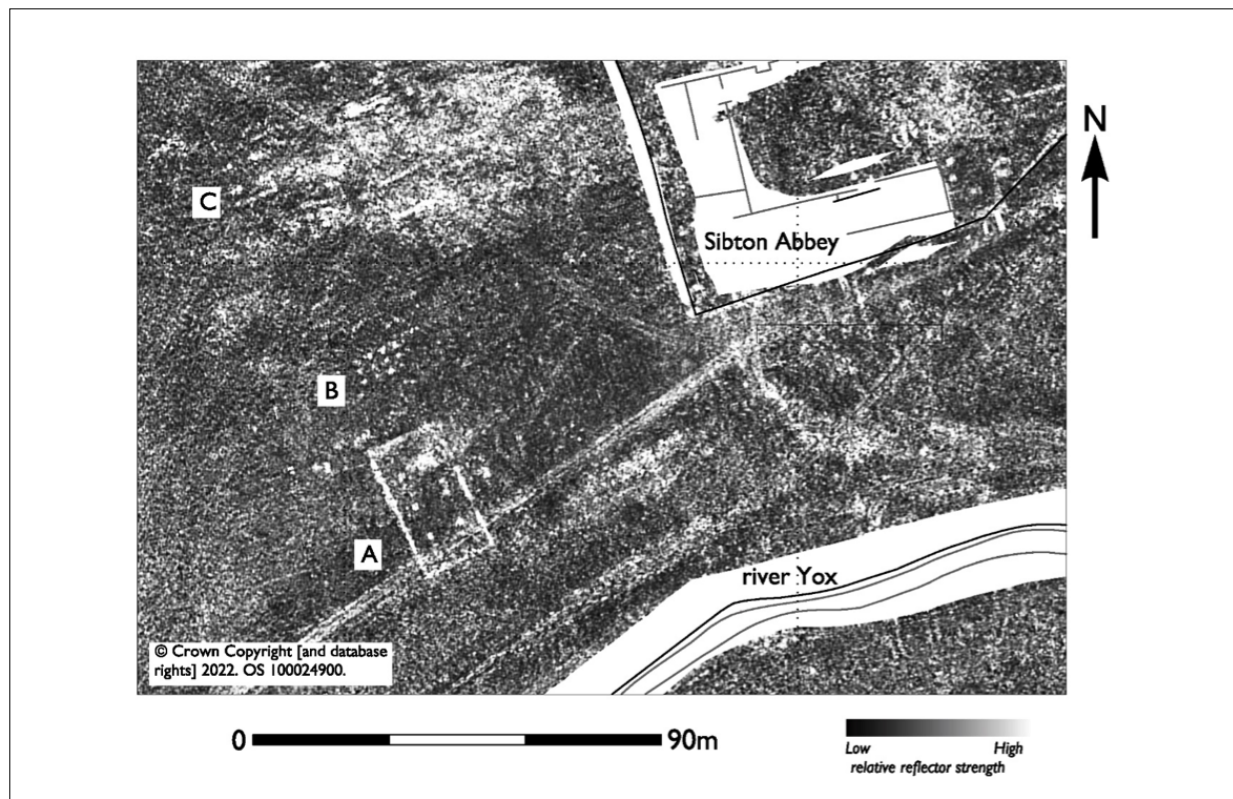 N
C
Sibton Abbey
B
A
river Yox
© Crown Copyright [and database
rights] 2022. OS 100024900.
0 90m
Low High
relative reflector strength